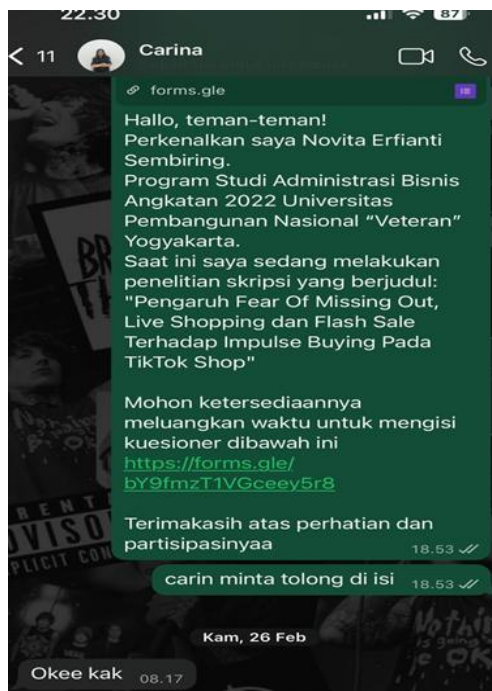 22.30
87
11
Carina
forms.gle
Hallo, teman-teman!
Perkenalkan saya Novita Erfianti
Sembiring.
Program Studi Administrasi Bisnis
Angkatan 2022 Universitas
Pembangunan Nasional “Veteran”
Yogyakarta.
Saat ini saya sedang melakukan
penelitian skripsi yang berjudul:
"Pengaruh Fear Of Missing Out,
Live Shopping dan Flash Sale
Terhadap Impulse Buying Pada
TikTok Shop"
Mohon ketersediaannya
meluangkan waktu untuk mengisi
kuesioner dibawah ini
https://forms.gle/
bY9fmzT1VGceey5r8
Terimakasih atas perhatian dan
partisipasinyaa
18.53
carin minta tolong di isi 18.53
Kam, 26 Feb
Okee kak 08.17